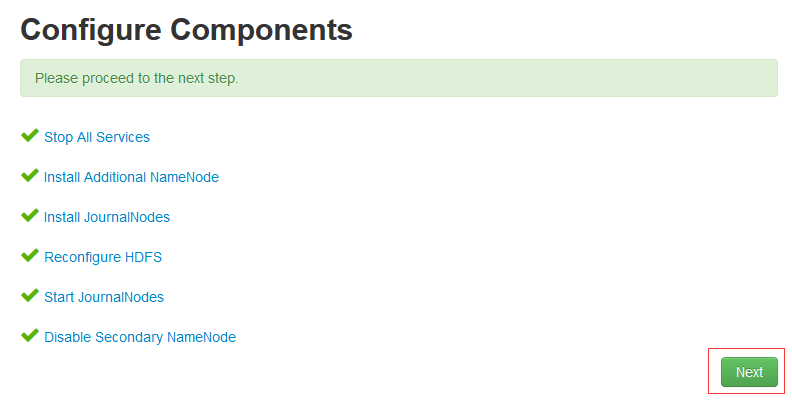 Configure Components
Please proceed to the next step.
Stop All Services
Install Additional NameNode
Install JournalNodes
Reconfigure HDFS
Start JournalNodes
Disable Secondary NameNode
Next